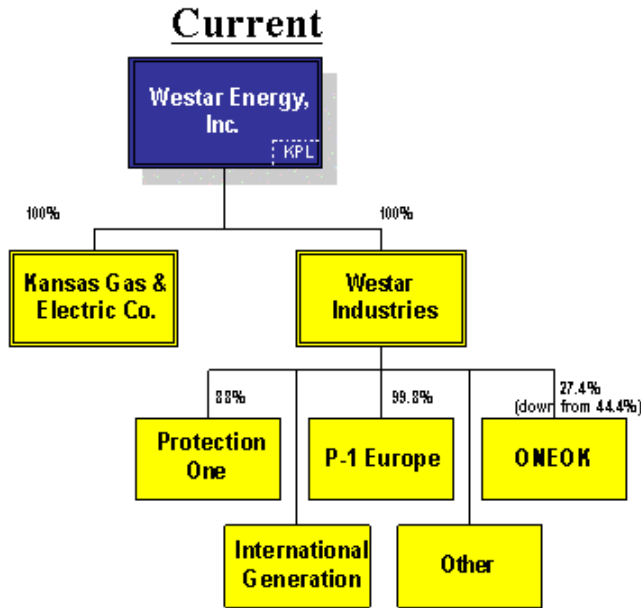 Current
Westar Energy,
Inc.
KPL
100%
100%
Kansas Gas &
Electric Co.
Westar
Industries
88%
99.8%
27.4%
(down from 44.4%)
Protection
One
P-1 Europe
ONEOK
International
Generation
Other